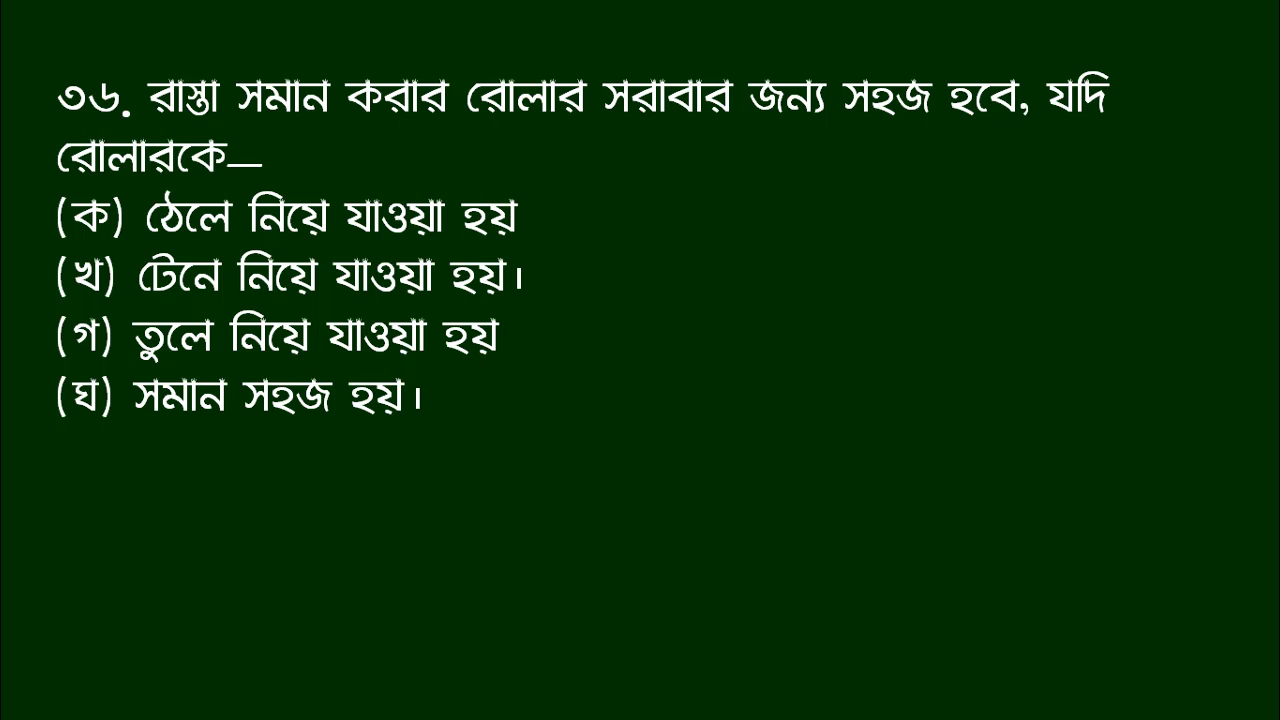 ৩৬. রাস্তা সমান করার রোলার সরাবার জন্য সহজ হবে, যদি
রোলারকে—
(ক) ঠেলে নিয়ে যাওয়া হয়
(খ) টেনে নিয়ে যাওয়া হয়।
(গ) তুলে নিয়ে যাওয়া হয়
(ঘ) সমান সহজ হয়।